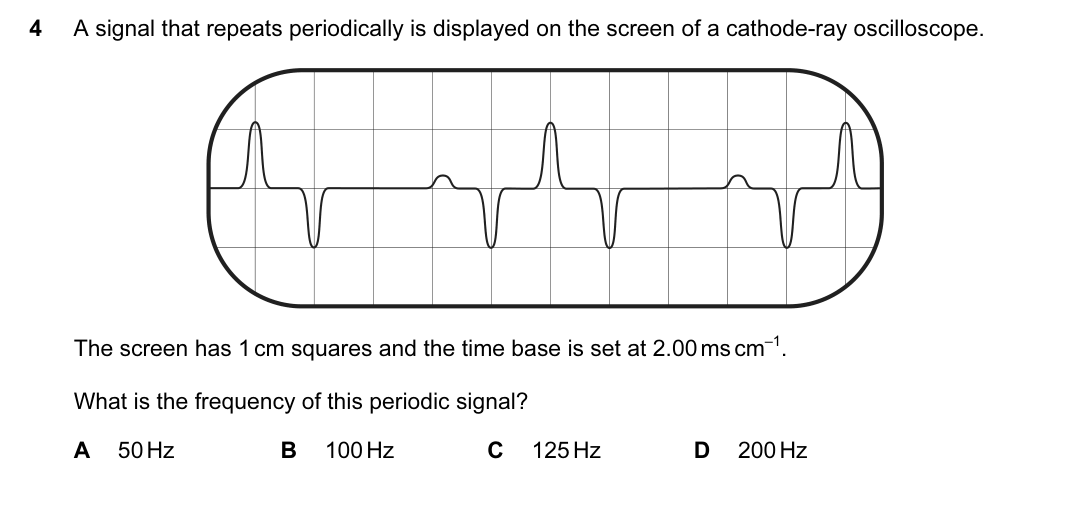 4 A signal that repeats periodically is displayed on the screen of a cathode-ray oscilloscope.
The screen has 1 cm squares and the time base is set at 2.00 ms cm⁻¹.
What is the frequency of this periodic signal?
A 50 Hz B 100 Hz C 125 Hz D 200 Hz